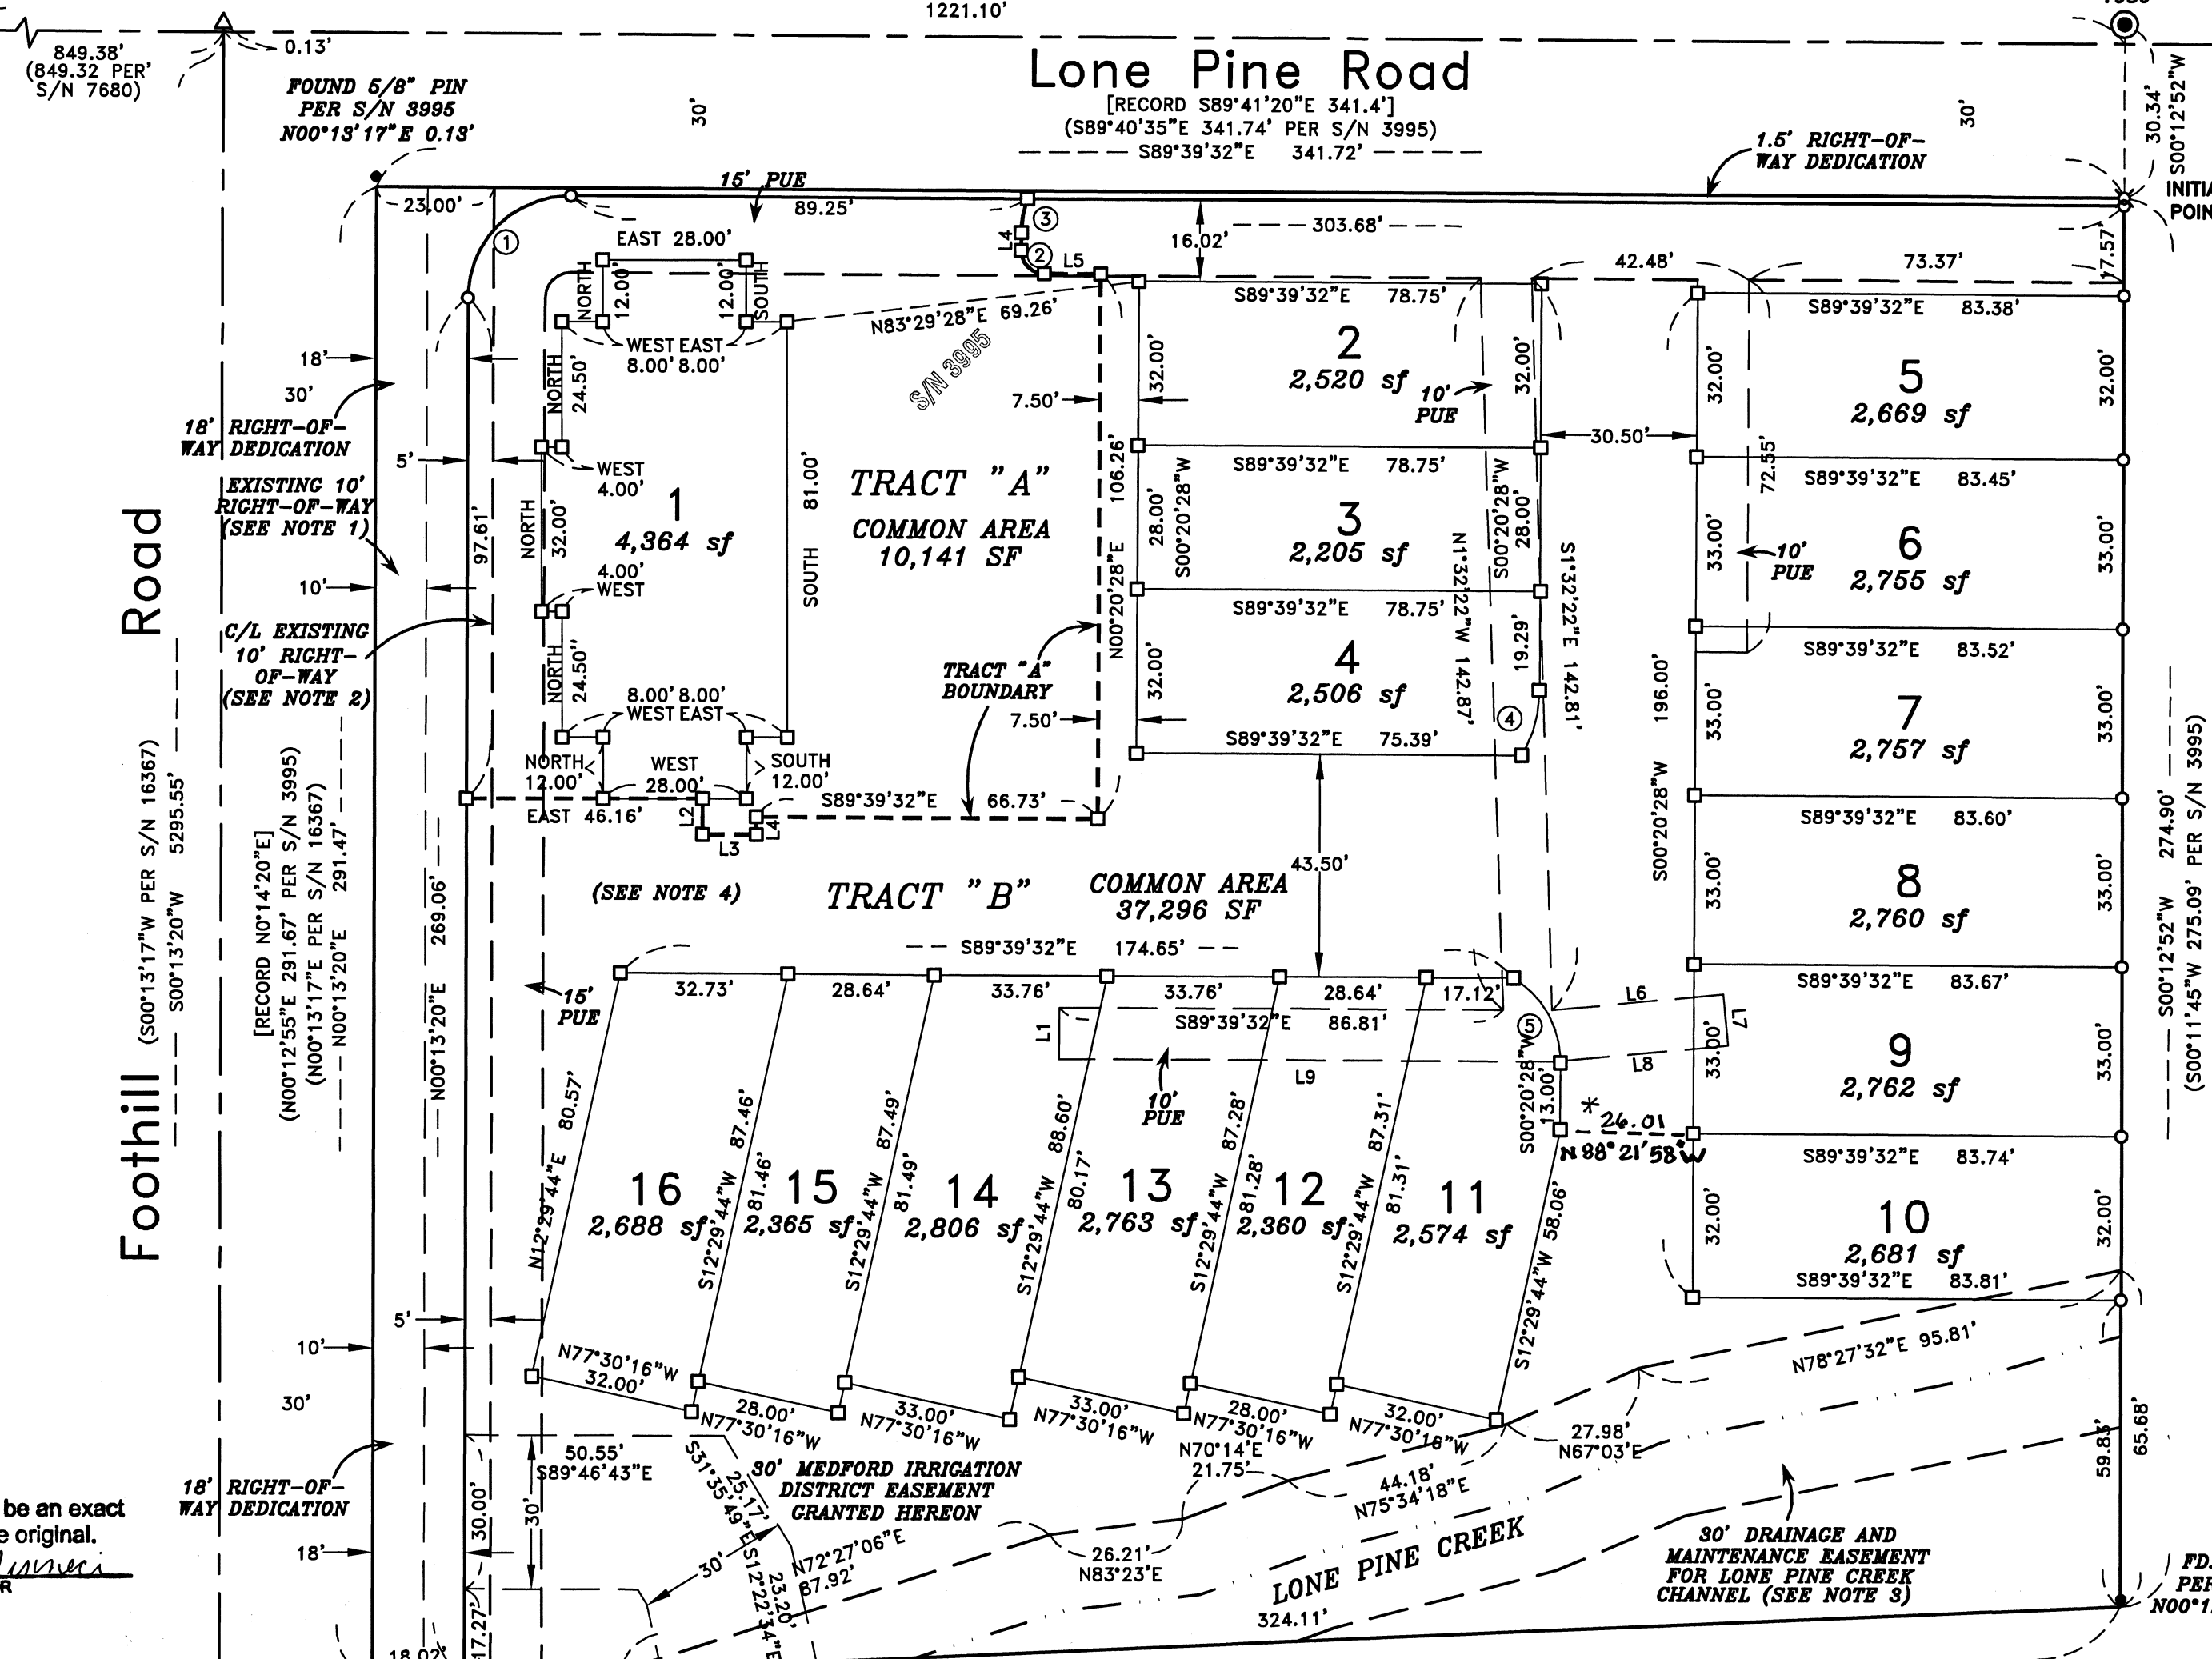 1221.10'
849.38'
(849.32 PER'
S/N 7680)
0.13'
FOUND 5/8" PIN
PER S/N 3995
N00°13'17"E 0.13'
30'
Lone Pine Road
[RECORD S89°41'20"E 341.4']
(S89°40'35"E 341.74' PER S/N 3995)
S89°39'32"E 341.72'
1.5' RIGHT-OF-
WAY DEDICATION
30'
30.34'
S00°12'52"W
POIN
23.00'
15' PUE
89.25'
1
3
L4
2
L5
16.02'
303.68'
42.48'
73.37'
17.57'
EAST 28.00'
NORTH
12.00'
12.00'
SOUTH
WEST EAST
8.00' 8.00'
N83°29'28"E 69.26'
S/N 3995
S89°39'32"E 78.75'
2
2,520 sf
32.00'
32.00'
10'
PUE
7.50'
S89°39'32"E 83.38'
5
2,669 sf
32.00'
32.00'
18'
30'
18' RIGHT-OF-
WAY DEDICATION
5'
NORTH
24.50'
WEST
4.00'
30.50'
S89°39'32"E 78.75'
S89°39'32"E 83.45'
72.55'
EXISTING 10'
RIGHT-OF-WAY
(SEE NOTE 1)
97.61'
NORTH
32.00'
1
4,364 sf
81.00'
SOUTH
TRACT "A"
COMMON AREA
10,141 SF
106.26'
N00°20'28"E
28.00'
S00°20'28"W
3
2,205 sf
S00°20'28"W
28.00'
N1°32'22"W 142.87'
S1°32'22"E 142.81'
33.00'
10'
PUE
6
2,755 sf
33.00'
10'
4.00'
WEST
S89°39'32"E 78.75'
S89°39'32"E 83.52'
C/L EXISTING
10' RIGHT-
OF-WAY
(SEE NOTE 2)
NORTH
24.50'
TRACT "A"
BOUNDARY
7.50'
32.00'
4
2,506 sf
19.29'
4
S89°39'32"E 75.39'
S00°20'28"W 196.00'
33.00'
7
2,757 sf
33.00'
8.00' 8.00'
WEST EAST
NORTH
12.00'
WEST
28.00'
SOUTH
12.00'
EAST 46.16'
L2
L3
L4
S89°39'32"E 66.73'
S89°39'32"E 83.60'
43.50'
(SEE NOTE 4)
TRACT "B"
COMMON AREA
37,296 SF
33.00'
8
2,760 sf
33.00'
Foothill Road
(S00°13'17"W PER S/N 16367)
S00°13'20"W 5295.55'
[RECORD N0°14'20"E]
(N00°12'55"E 291.67' PER S/N 3995)
(N00°13'17"E PER S/N 16367)
N00°13'20"E 291.47'
N00°13'20"E 269.06'
S00°12'52"W 274.90'
(S00°11'45"W 275.09' PER S/N 3995)
S89°39'32"E 174.65'
S89°39'32"E 83.67'
15'
PUE
32.73'
28.64'
33.76'
33.76'
28.64'
17.12'
S89°39'32"E 86.81'
L1
5
L6
L7
L8
L9
10'
PUE
33.00'
9
2,762 sf
33.00'
S00°20'28"W
13.00'
* 26.01
N 88°21'58" W
S89°39'32"E 83.74'
N12°29'44"E 80.57'
16
2,688 sf
S12°29'44"W
81.46'
87.46'
15
2,365 sf
S12°29'44"W
81.49'
87.49'
14
2,806 sf
S12°29'44"W
80.17'
88.60'
13
2,763 sf
S12°29'44"W
81.28'
87.28'
12
2,360 sf
S12°29'44"W
81.31'
87.31'
11
2,574 sf
S12°29'44"W 58.06'
32.00'
10
2,681 sf
32.00'
S89°39'32"E 83.81'
5'
10'
30'
N77°30'16"W
32.00'
28.00'
N77°30'16"W
33.00'
N77°30'16"W
33.00'
N77°30'16"W
28.00'
N77°30'16"W
32.00'
N77°30'16"W
N78°27'32"E 95.81'
27.98'
N67°03'E
59.83'
65.68'
50.55'
S89°46'43"E
S31°35'49"E
25.17'
30' MEDFORD IRRIGATION
DISTRICT EASEMENT
GRANTED HEREON
N70°14'E
21.75'
44.18'
N75°34'18"E
18' RIGHT-OF-
WAY DEDICATION
be an exact
e original.
R
18'
30.00'
30'
30'
S12°22'34"E
23.20'
N72°27'06"E
87.92'
26.21'
N83°23'E
LONE PINE CREEK
324.11'
30' DRAINAGE AND
MAINTENANCE EASEMENT
FOR LONE PINE CREEK
CHANNEL (SEE NOTE 3)
FD.
PER
N00°1
17.27'
18.02'